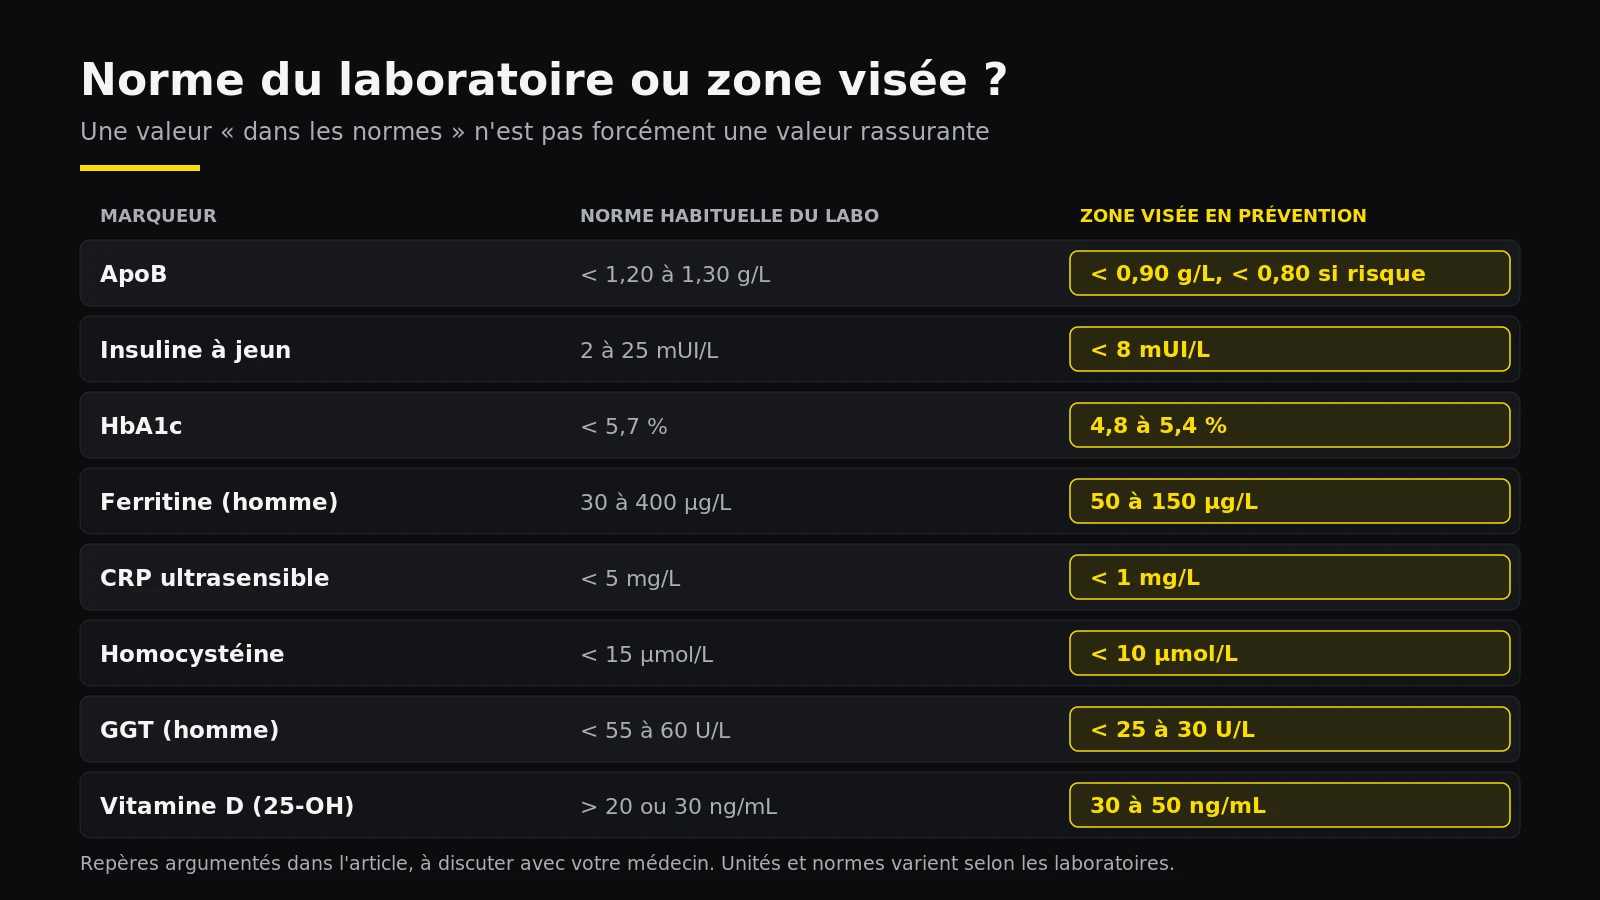 Norme du laboratoire ou zone visée ?
Une valeur « dans les normes » n'est pas forcément une valeur rassurante
MARQUEUR NORME HABITUELLE DU LABO ZONE VISÉE EN PRÉVENTION
ApoB < 1,20 à 1,30 g/L < 0,90 g/L, < 0,80 si risque
Insuline à jeun 2 à 25 mUI/L < 8 mUI/L
HbA1c < 5,7 % 4,8 à 5,4 %
Ferritine (homme) 30 à 400 µg/L 50 à 150 µg/L
CRP ultrasensible < 5 mg/L < 1 mg/L
Homocystéine < 15 µmol/L < 10 µmol/L
GGT (homme) < 55 à 60 U/L < 25 à 30 U/L
Vitamine D (25-OH) > 20 ou 30 ng/mL 30 à 50 ng/mL
Repères argumentés dans l'article, à discuter avec votre médecin. Unités et normes varient selon les laboratoires.